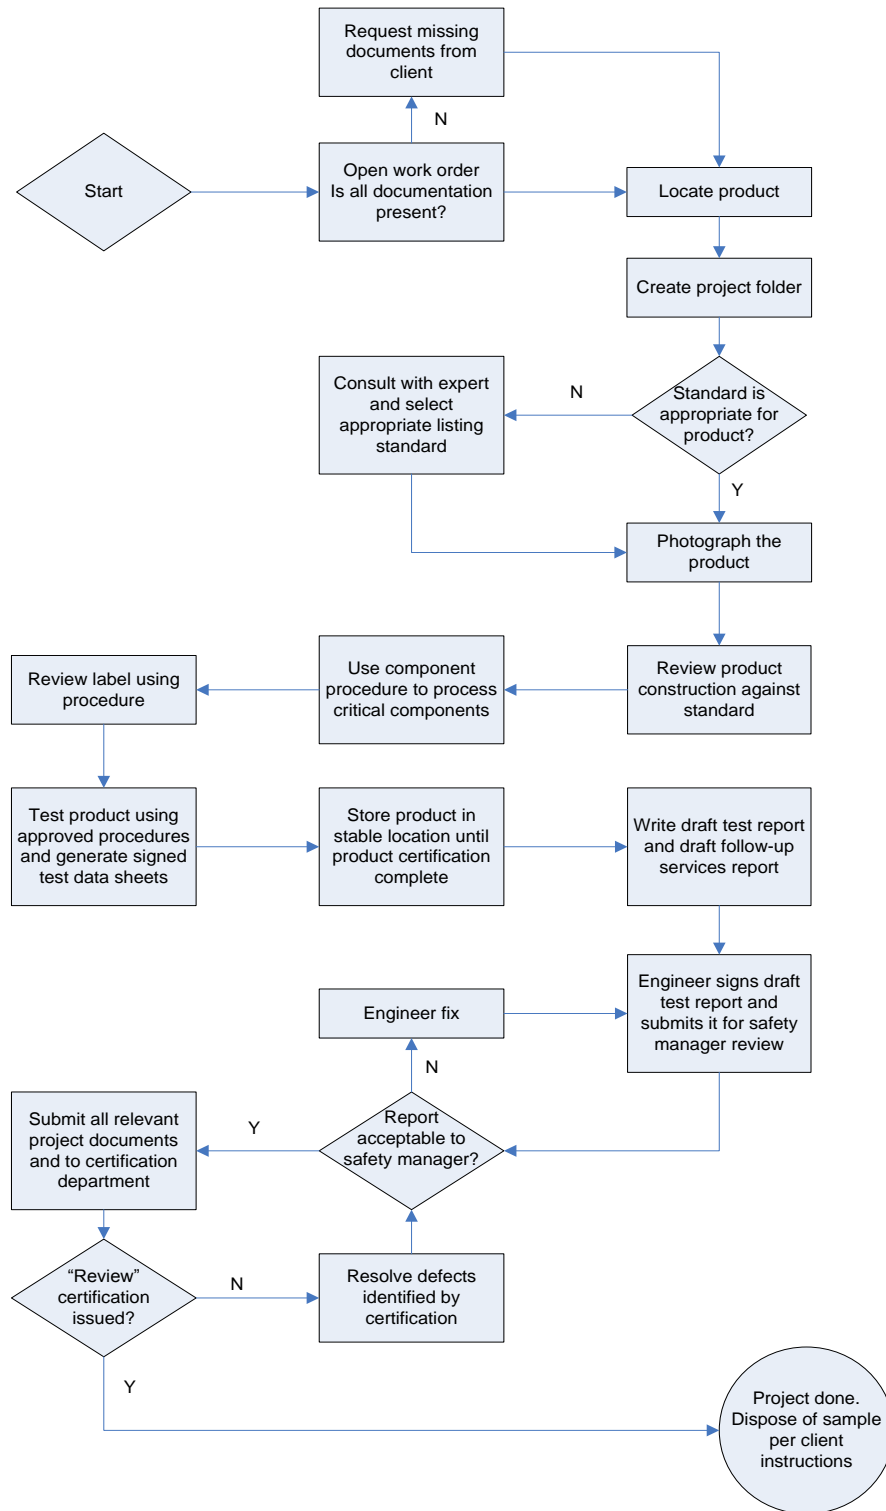 Request missing
documents from
client
N
Start
Open work order
Is all documentation
present?
Locate product
Create project folder
Consult with expert
and select
appropriate listing
standard
N
Standard is
appropriate for
product?
Y
Photograph the
product
Review label using
procedure
Use component
procedure to process
critical components
Review product
construction against
standard
Test product using
approved procedures
and generate signed
test data sheets
Store product in
stable location until
product certification
complete
Write draft test report
and draft follow-up
services report
Engineer fix
Engineer signs draft
test report and
submits it for safety
manager review
N
Submit all relevant
project documents
and to certification
department
Y
Report
acceptable to
safety manager?
“Review”
certification
issued?
N
Resolve defects
identified by
certification
Y
Project done.
Dispose of sample
per client
instructions